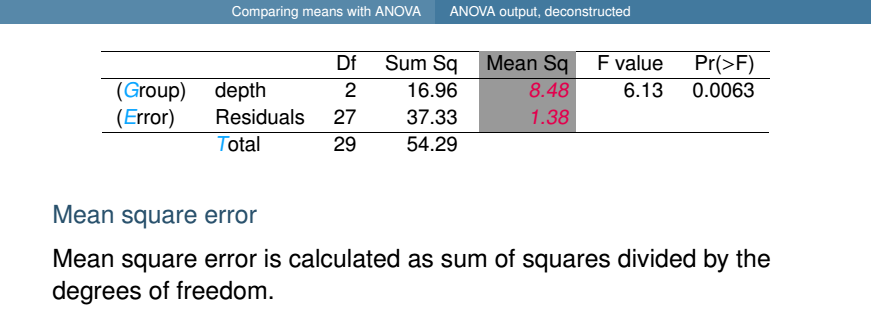 Comparing means with ANOVA ANOVA output, deconstructed
Df Sum Sq Mean Sq F value Pr(>F)
(Group) depth 2 16.96 8.48 6.13 0.0063
(Error) Residuals 27 37.33 1.38
Total 29 54.29
Mean square error
Mean square error is calculated as sum of squares divided by the
degrees of freedom.